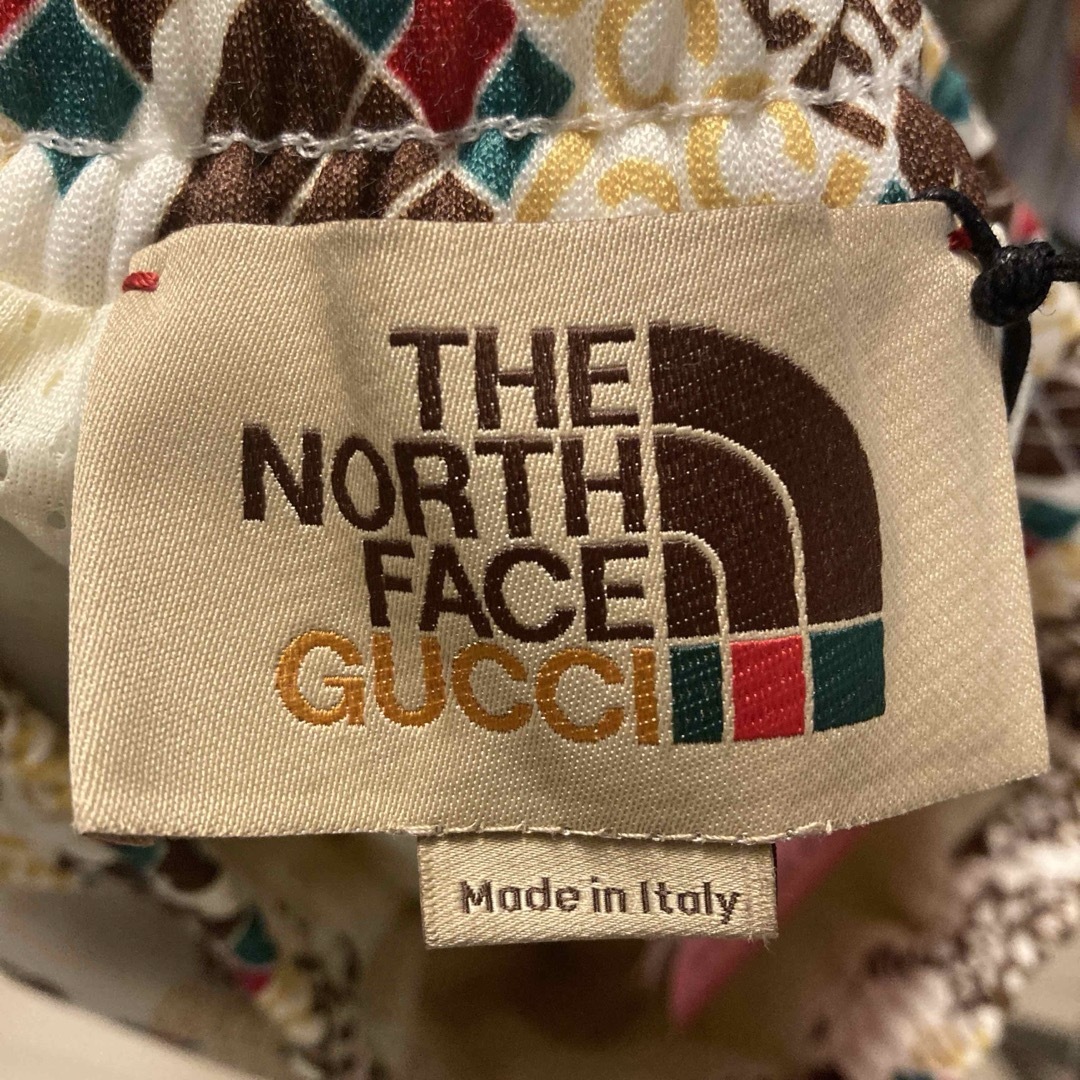 THE
NORTH
FACE
GUCCI
Made in Italy